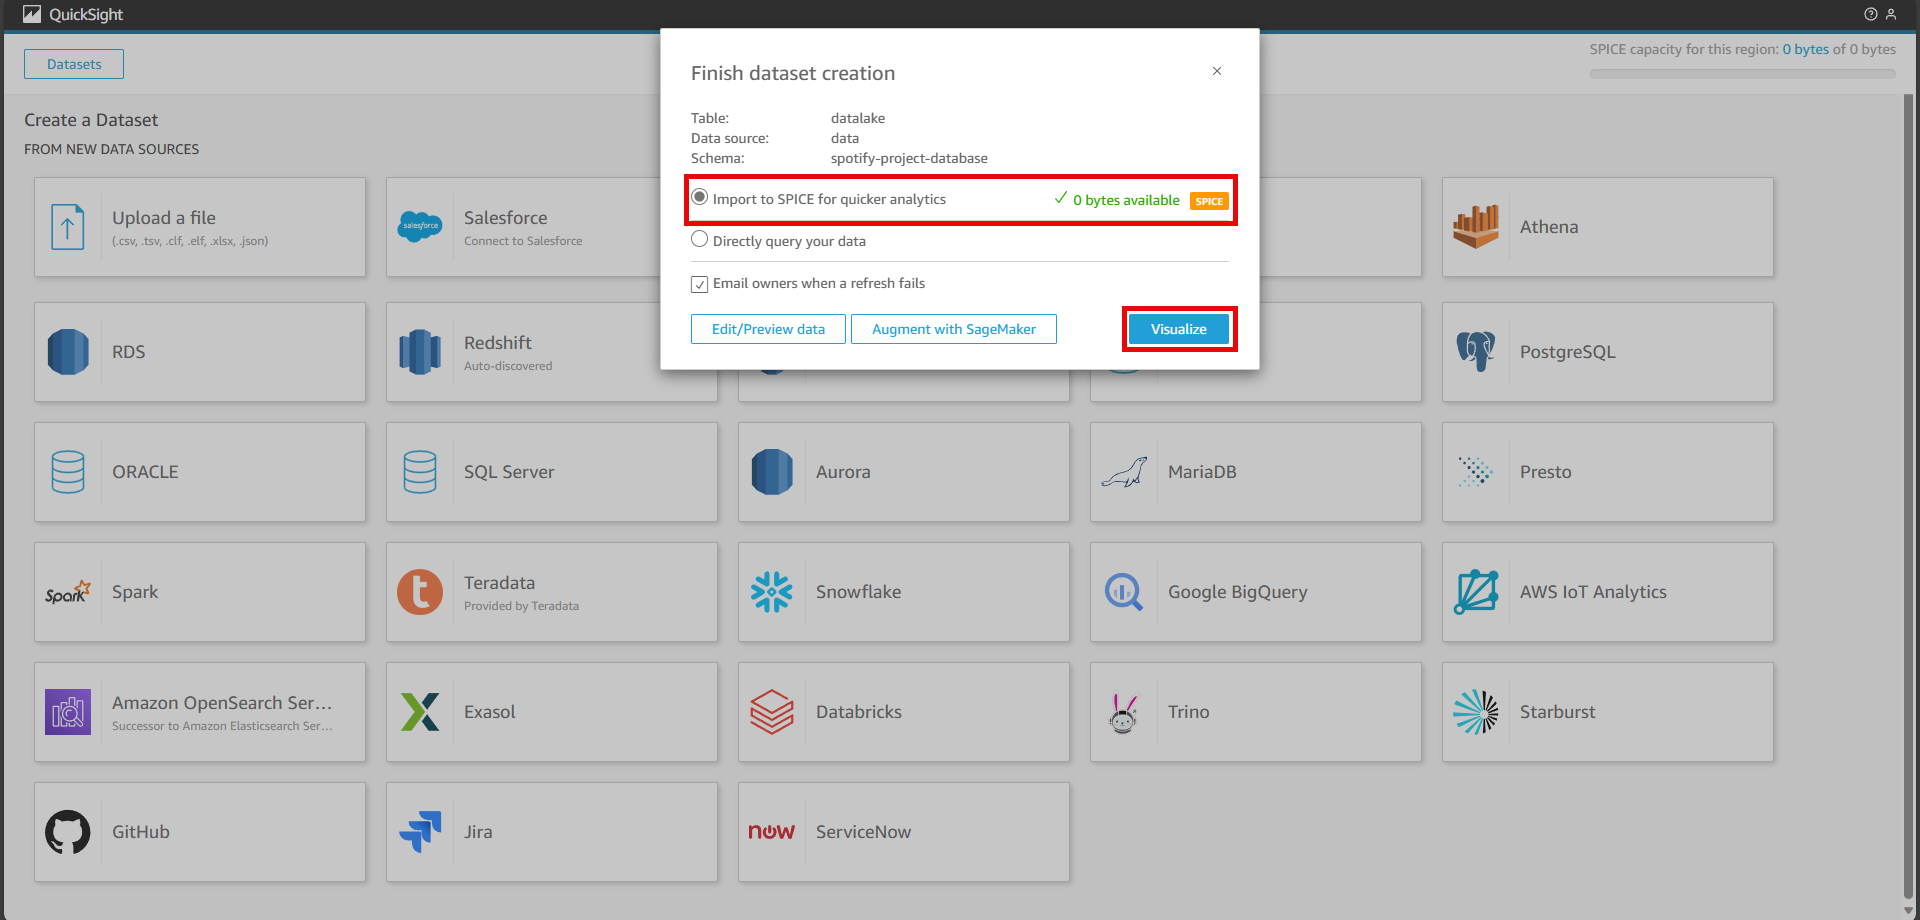 QuickSight
Datasets
SPICE capacity for this region: 0 bytes of 0 bytes
Create a Dataset
FROM NEW DATA SOURCES
Finish dataset creation
Table: datalake
Data source: data
Schema: spotify-project-database
Import to SPICE for quicker analytics 0 bytes available SPICE
Directly query your data
Email owners when a refresh fails
Edit/Preview data Augment with SageMaker Visualize
Upload a file
(.csv, .tsv, .clf, .elf, .xlsx, .json)
salesforce
Salesforce
Connect to Salesforce
Athena
RDS
Redshift
Auto-discovered
PostgreSQL
ORACLE
SQL Server
Aurora
MariaDB
Presto
Spark
Spark
t
Teradata
Provided by Teradata
Snowflake
Google BigQuery
AWS IoT Analytics
Amazon OpenSearch Ser...
Successor to Amazon Elasticsearch Ser...
Exasol
Databricks
Trino
Starburst
GitHub
Jira
now
ServiceNow